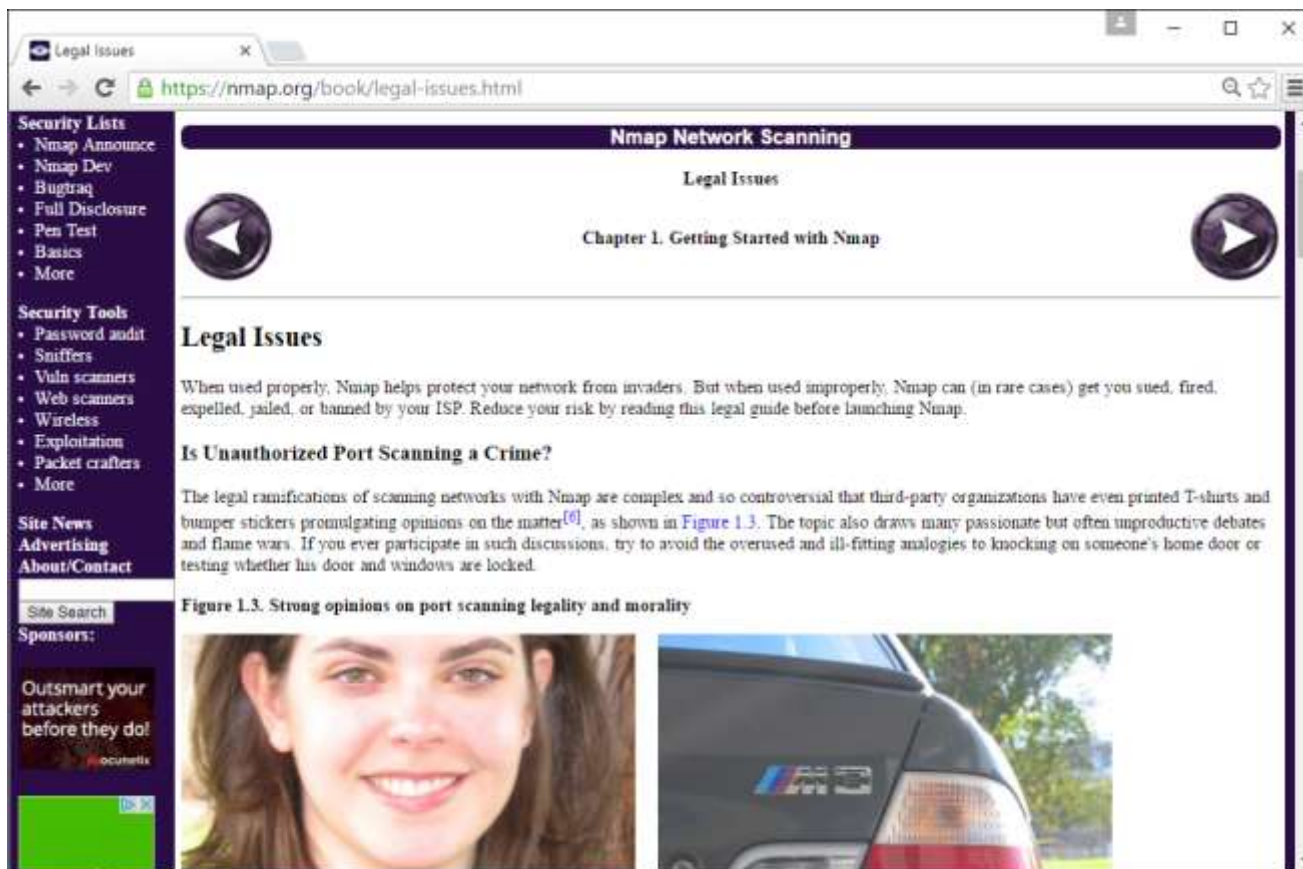 Legal Issues
https://nmap.org/book/legal-issues.html
Security Lists
• Nmap Announce
• Nmap Dev
• Bugtraq
• Full Disclosure
• Pen Test
• Basics
• More
Security Tools
• Password audit
• Sniffers
• Vuln scanners
• Web scanners
• Wireless
• Exploitation
• Packet crafters
• More
Site News
Advertising
About/Contact
Site Search
Sponsors:
Outsmart your
attackers
before they do!
acunetix
Nmap Network Scanning
Legal Issues
Chapter 1. Getting Started with Nmap
Legal Issues
When used properly, Nmap helps protect your network from invaders. But when used improperly, Nmap can (in rare cases) get you sued, fired,
expelled, jailed, or banned by your ISP. Reduce your risk by reading this legal guide before launching Nmap.
Is Unauthorized Port Scanning a Crime?
The legal ramifications of scanning networks with Nmap are complex and so controversial that third-party organizations have even printed T-shirts and
bumper stickers promulgating opinions on the matter[6], as shown in Figure 1.3. The topic also draws many passionate but often unproductive debates
and flame wars. If you ever participate in such discussions, try to avoid the overused and ill-fitting analogies to knocking on someone's home door or
testing whether his door and windows are locked.
Figure 1.3. Strong opinions on port scanning legality and morality
M3